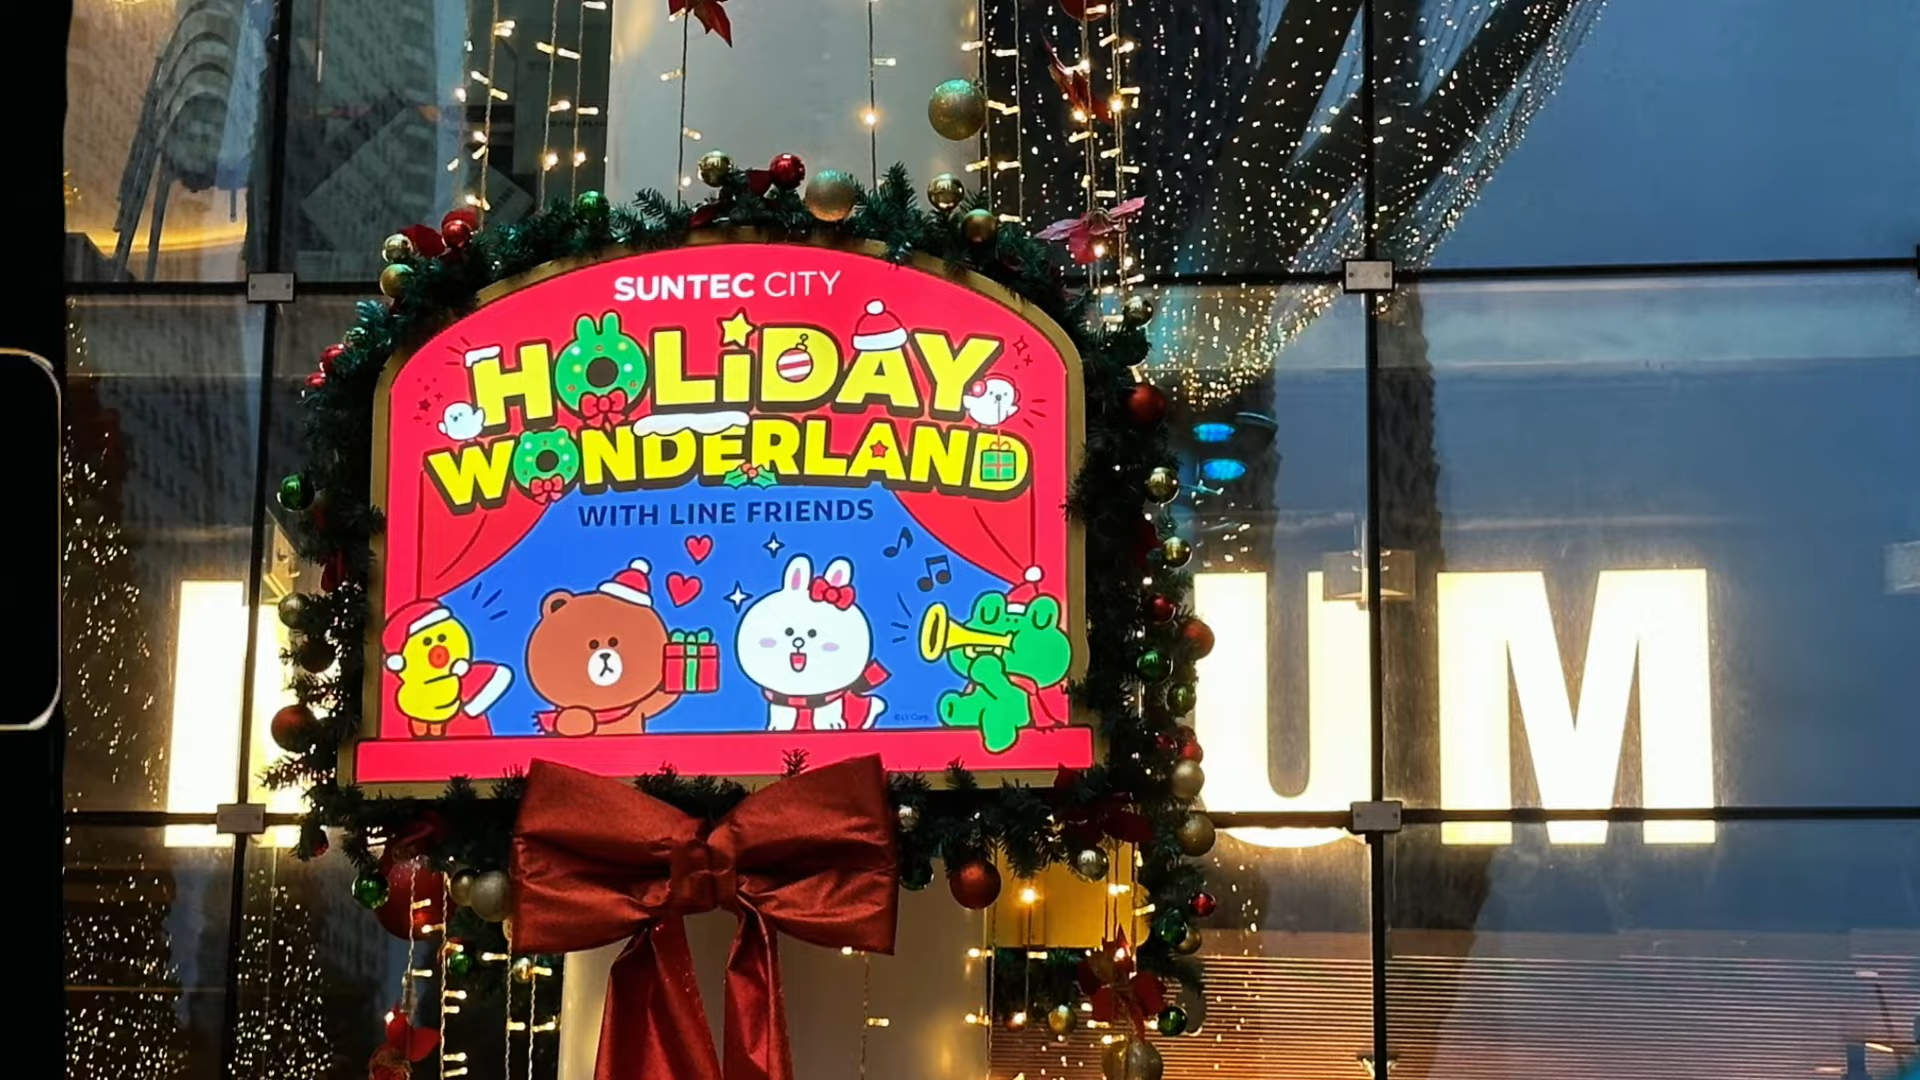 SUNTEC CITY
HOLiDAY
WONDERLAND
WITH LINE FRIENDS
UM